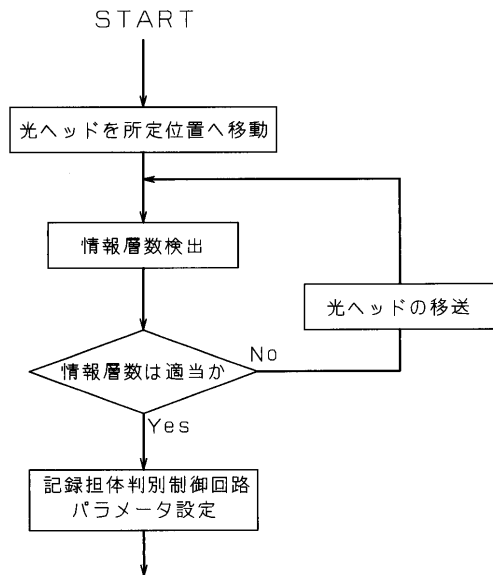 START
光ヘッドを所定位置へ移動
情報層数検出
光ヘッドの移送
情報層数は適当か
No
Yes
記録担体判別制御回路
パラメータ設定